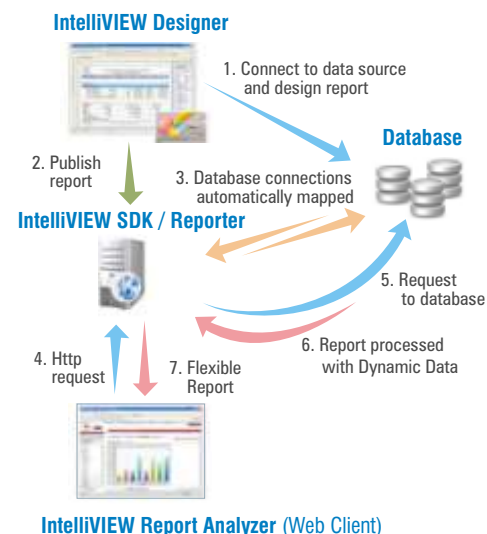 IntelliVIEW Designer
1. Connect to data source
and design report
Database
2. Publish
report
3. Database connections
automatically mapped
IntelliVIEW SDK / Reporter
5. Request
to database
4. Http
request
7. Flexible
Report
6. Report processed
with Dynamic Data
IntelliVIEW Report Analyzer (Web Client)